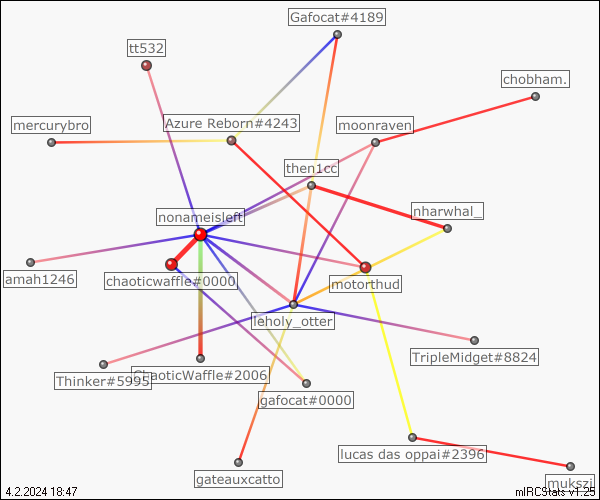 Gafocat#4189
tt532
chobham.
mercurybro
Azure Reborn#4243
moonraven
then1cc
nharwhal_
nonameisleft
amah1246
chaoticwaffle#0000
motorthud
leholy_otter
TripleMidget#8824
Thinker#5995
ChaoticWaffle#2006
gafocat#0000
lucas das oppai#2396
gateauxcatto
mukszi
4.2.2024 18:47
mIRCStats v1.25